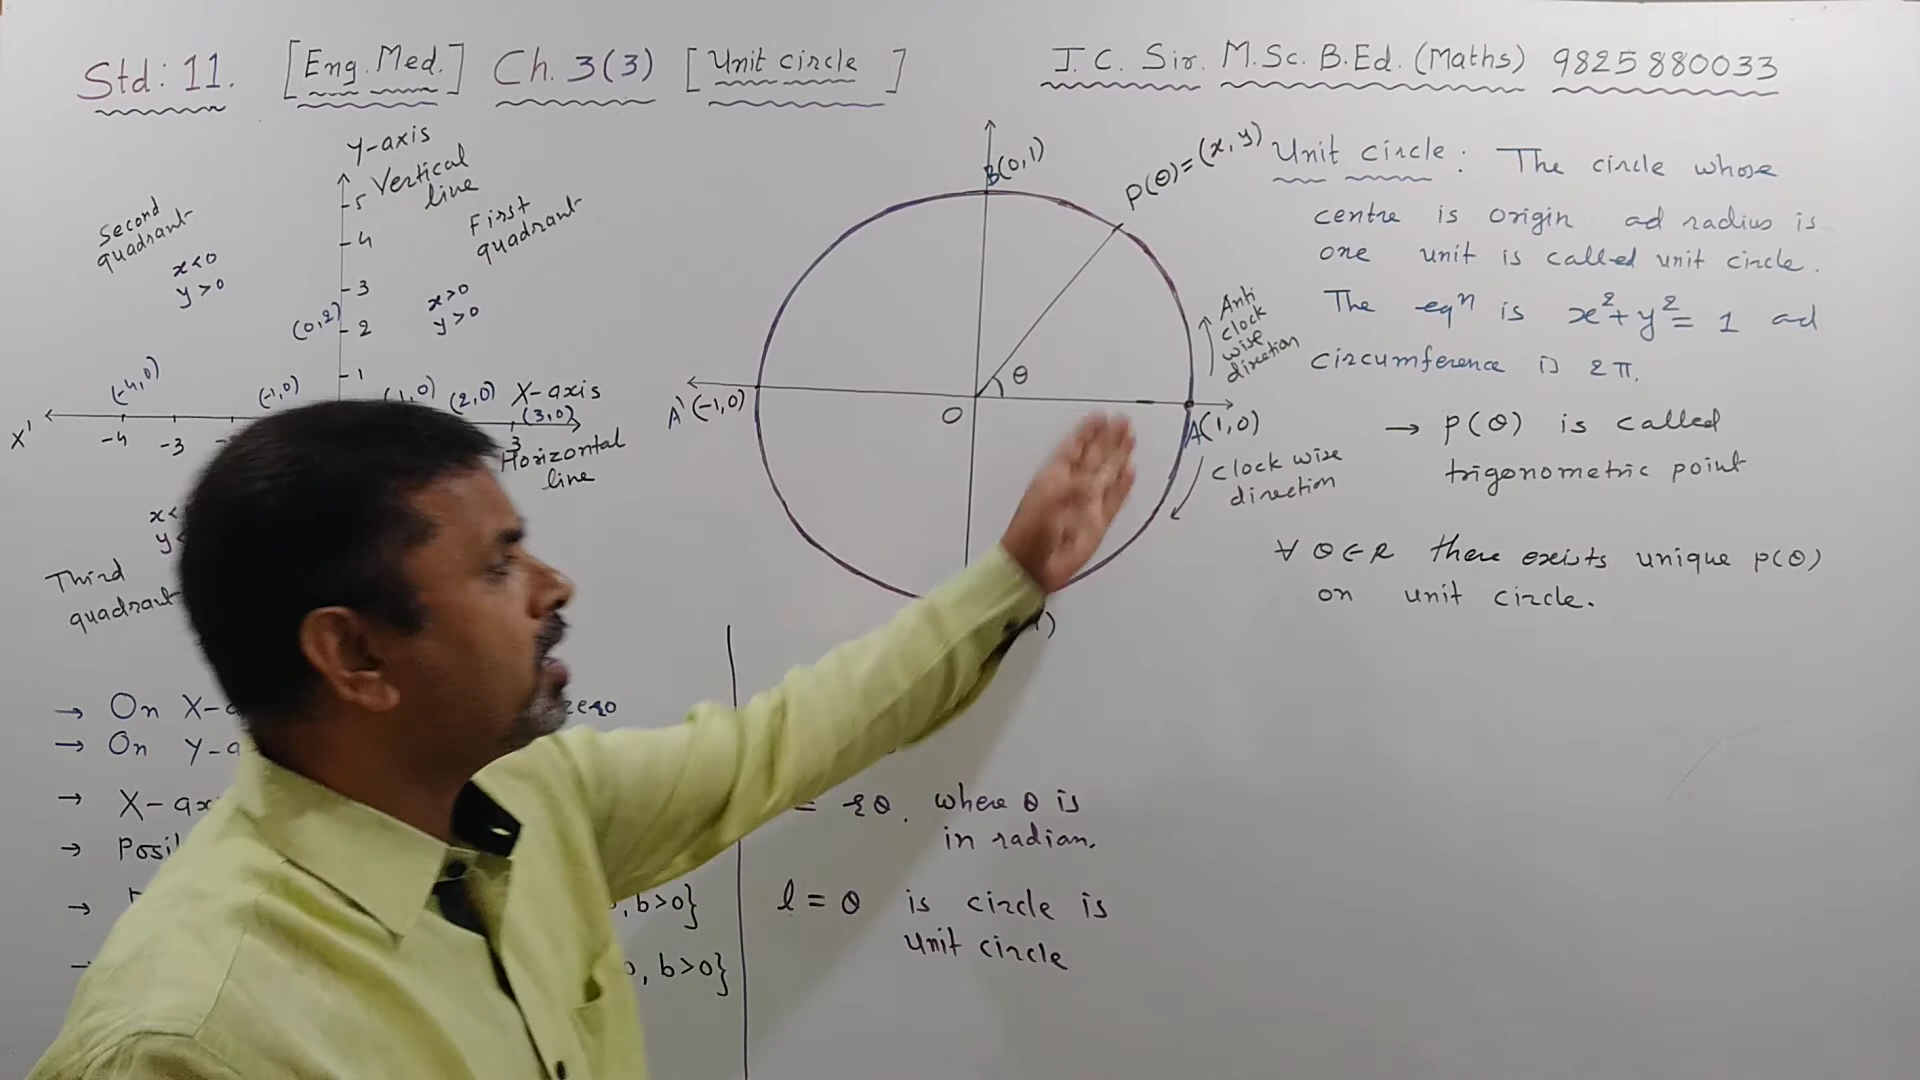 Std: 11. [Eng. Med.] Ch. 3(3) [Unit circle]
J. C. Sir. M.Sc. B.Ed. (Maths) 9825880033
Y-axis
Vertical
line
Second
quadrant
x<0
y>0
First
quadrant
x>0
y>0
5
4
3
2
1
(0,2)
(-4,0)
(-1,0)
(2,0)
X-axis
(3,0)
X'
-4
-3
3
Horizontal
line
x<
y
Third
quadrant
B(0,1)
P(θ)=(x,y)
θ
O
A'(-1,0)
A(1,0)
Anti
clock
wise
direction
clock wise
direction
Unit circle: The circle whose
centre is origin ad radius is
one unit is called unit circle.
The eqⁿ is x²+y²=1 ad
circumference is 2π.
→ P(θ) is called
trigonometric point
∀ θ∈R there exists unique P(θ)
on unit circle.
→ On X-
zero
→ On Y-a
→ X-ax
→ Posi
→
, b>0}
, b>0}
= rθ. where θ is
in radian.
l = θ is circle is
unit circle